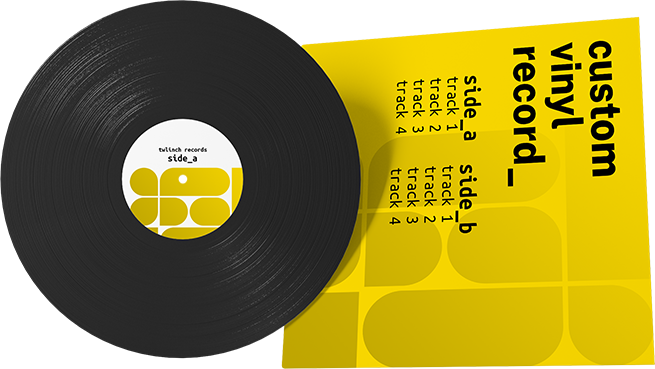 twlinch records
side_a
custom
vinyl
record_
side_a
track 1
track 2
track 3
track 4
side_b
track 1
track 2
track 3
track 4